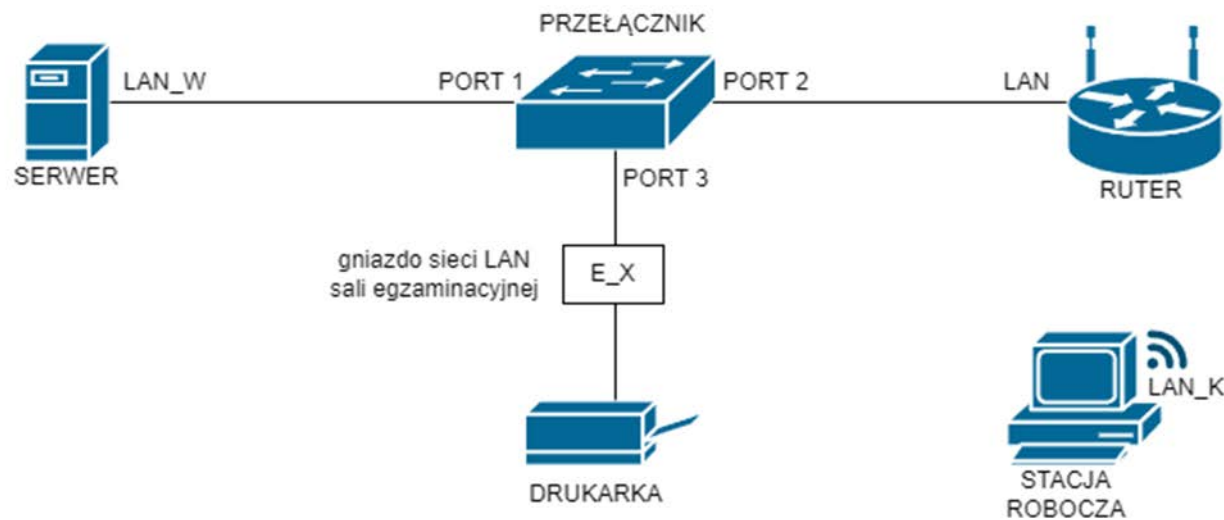 PRZEŁĄCZNIK
LAN_W
PORT 1
PORT 2
LAN
SERWER
PORT 3
RUTER
gniazdo sieci LAN
sali egzaminacyjnej
E_X
LAN_K
DRUKARKA
STACJA
ROBOCZA